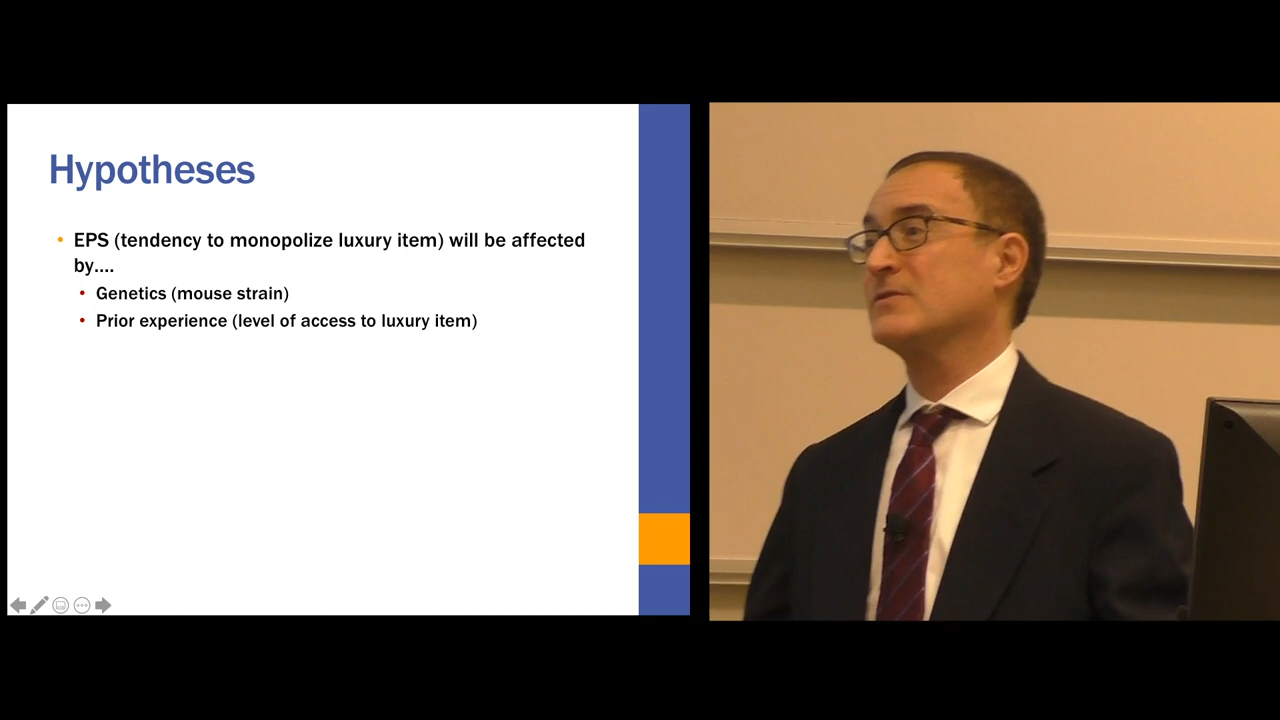 Hypotheses
• EPS (tendency to monopolize luxury item) will be affected
by....
• Genetics (mouse strain)
• Prior experience (level of access to luxury item)